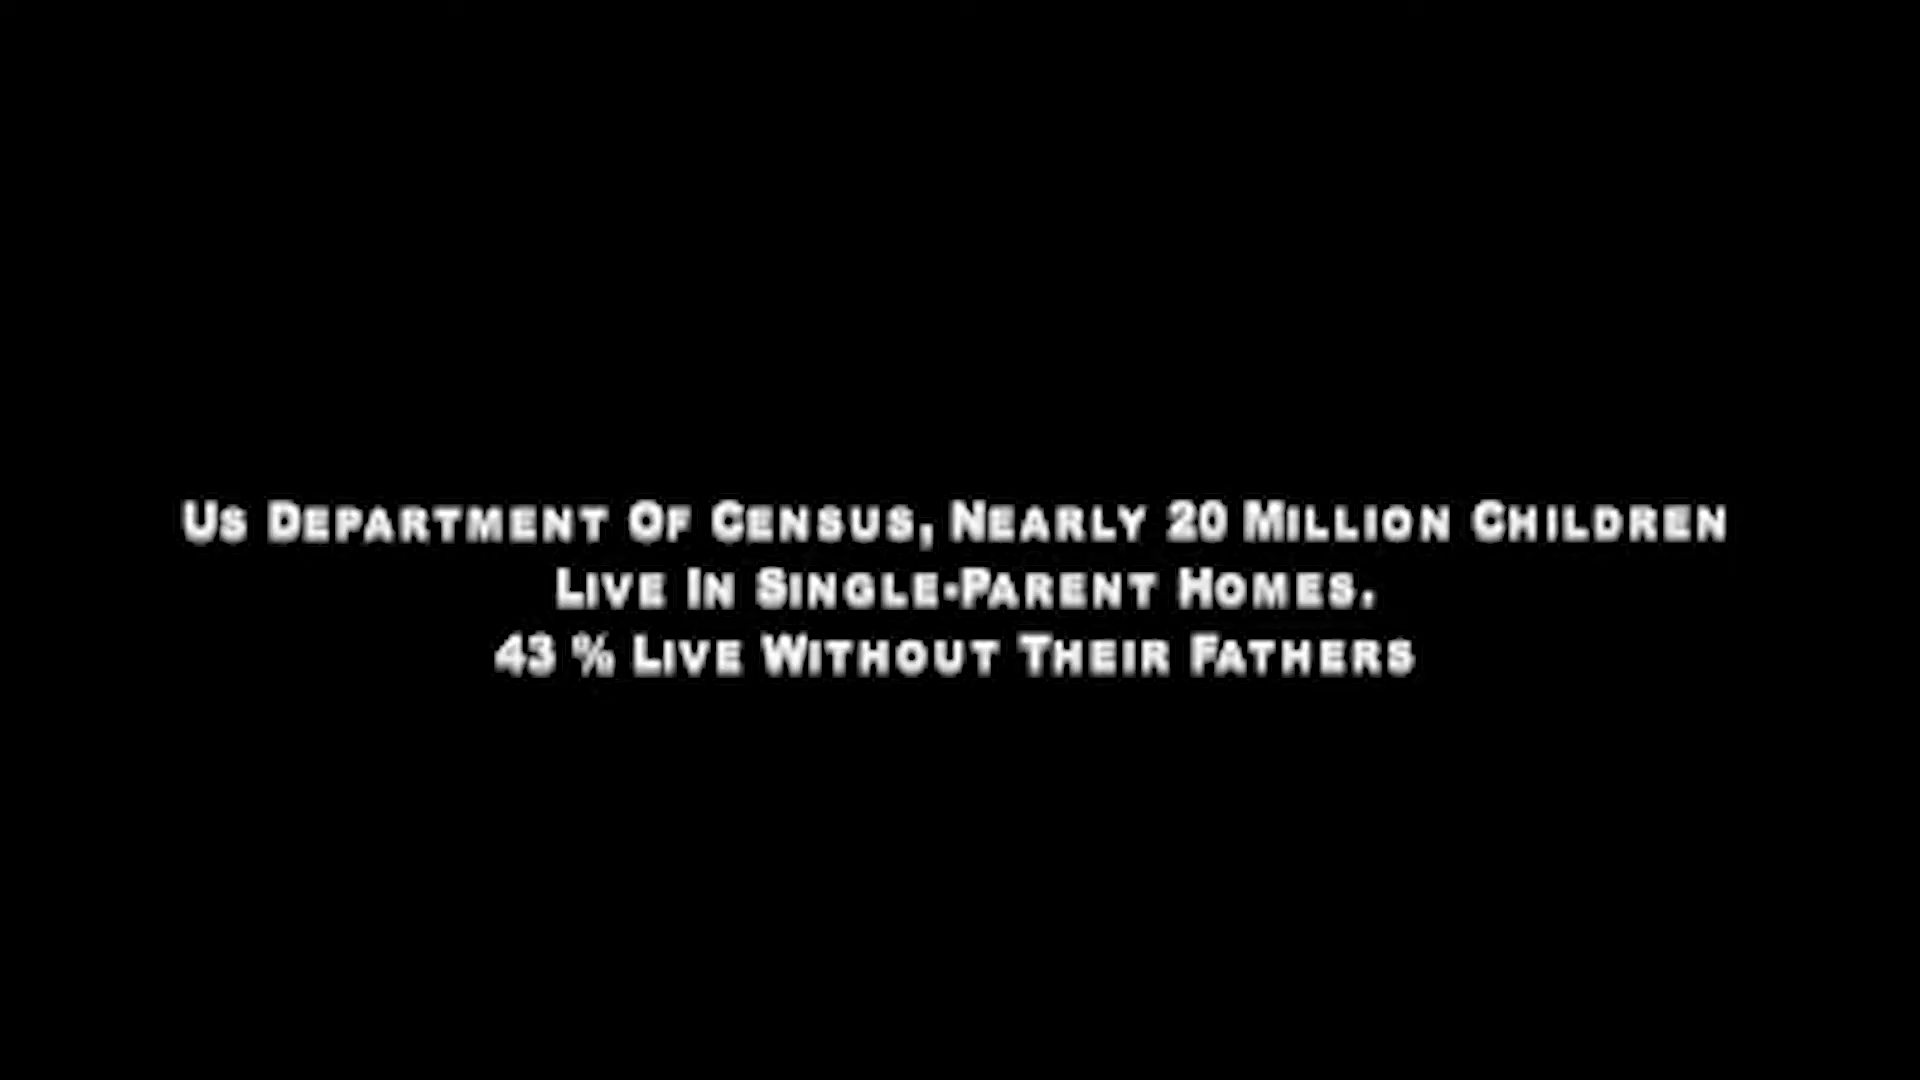 Us Department Of Census, Nearly 20 Million Children
Live In Single-Parent Homes.
43 % Live Without Their Fathers